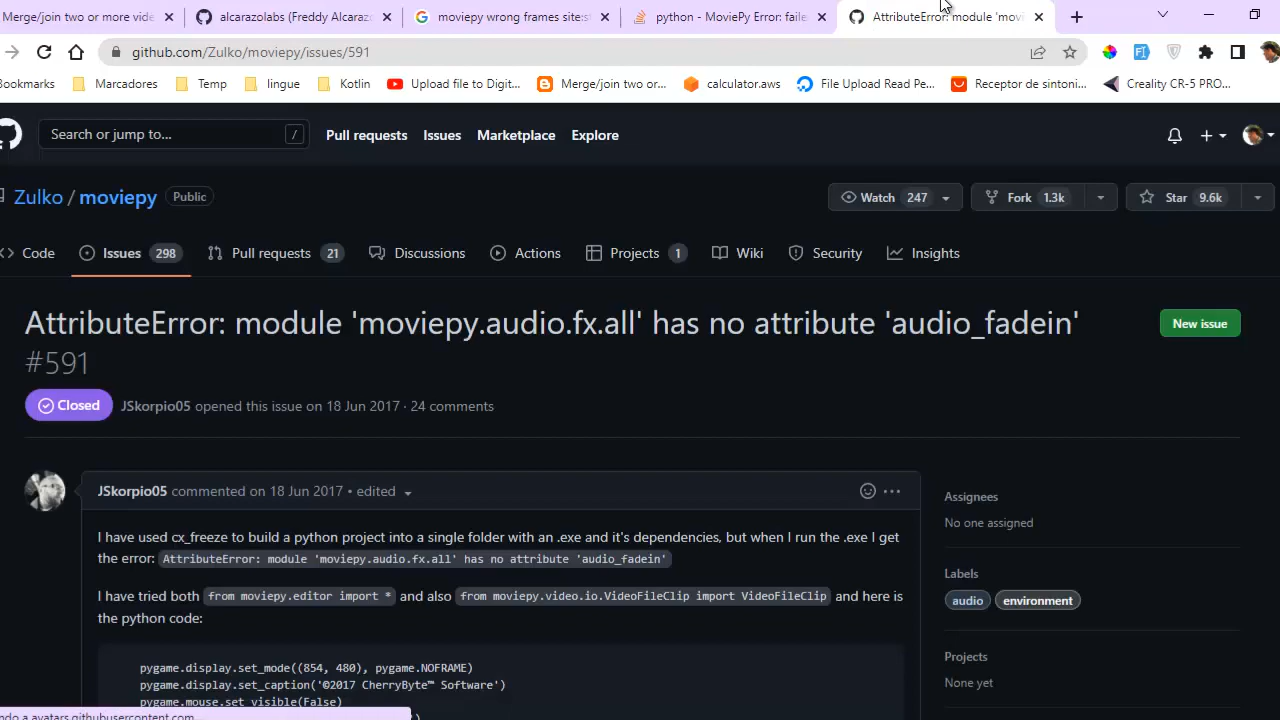 Merge/join two or more vide
alcarazolabs (Freddy Alcaraz
moviepy wrong frames site:st
python - MoviePy Error: faile
AttributeError: module 'movi
github.com/Zulko/moviepy/issues/591
Bookmarks
Marcadores
Temp
lingue
Kotlin
Upload file to Digit...
Merge/join two or...
calculator.aws
File Upload Read Pe...
Receptor de sintoni...
Creality CR-5 PRO...
Search or jump to... /
Pull requests
Issues
Marketplace
Explore
Zulko / moviepy Public
Watch 247
Fork 1.3k
Star 9.6k
Code
Issues 298
Pull requests 21
Discussions
Actions
Projects 1
Wiki
Security
Insights
AttributeError: module 'moviepy.audio.fx.all' has no attribute 'audio_fadein'
#591
New issue
Closed
JSkorpio05 opened this issue on 18 Jun 2017 · 24 comments
JSkorpio05 commented on 18 Jun 2017 • edited
I have used cx_freeze to build a python project into a single folder with an .exe and it's dependencies, but when I run the .exe I get
the error: AttributeError: module 'moviepy.audio.fx.all' has no attribute 'audio_fadein'
I have tried both from moviepy.editor import * and also from moviepy.video.io.VideoFileClip import VideoFileClip and here is
the python code:
pygame.display.set_mode((854, 480), pygame.NOFRAME)
pygame.display.set_caption('©2017 CherryByte™ Software')
pygame.mouse.set_visible(False)
Assignees
No one assigned
Labels
audio
environment
Projects
None yet